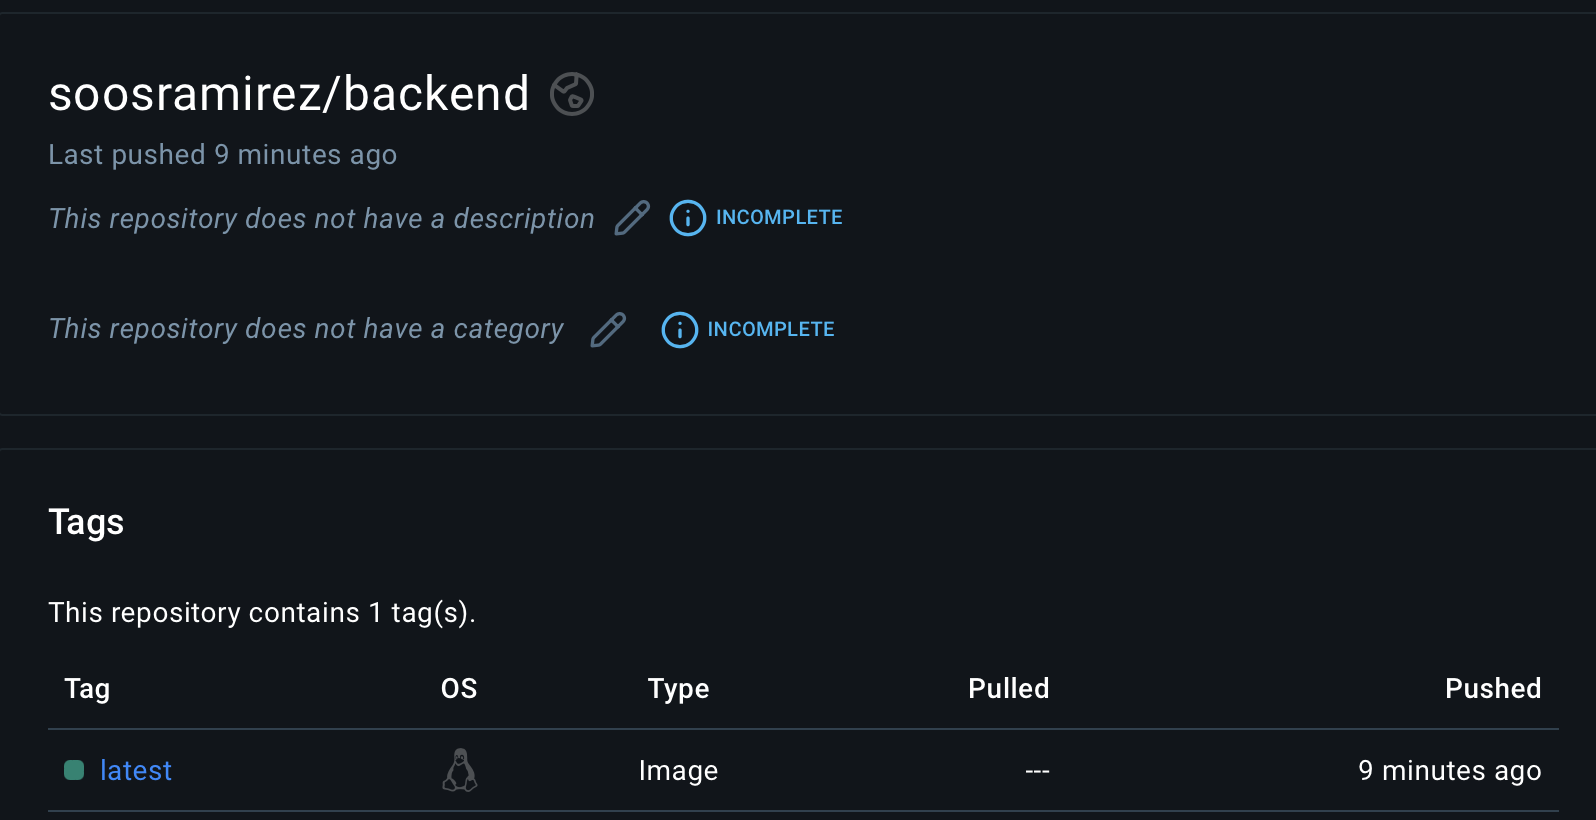 soosramirez/backend
Last pushed 9 minutes ago
This repository does not have a description INCOMPLETE
This repository does not have a category INCOMPLETE
Tags
This repository contains 1 tag(s).
Tag OS Type Pulled Pushed
latest Image --- 9 minutes ago